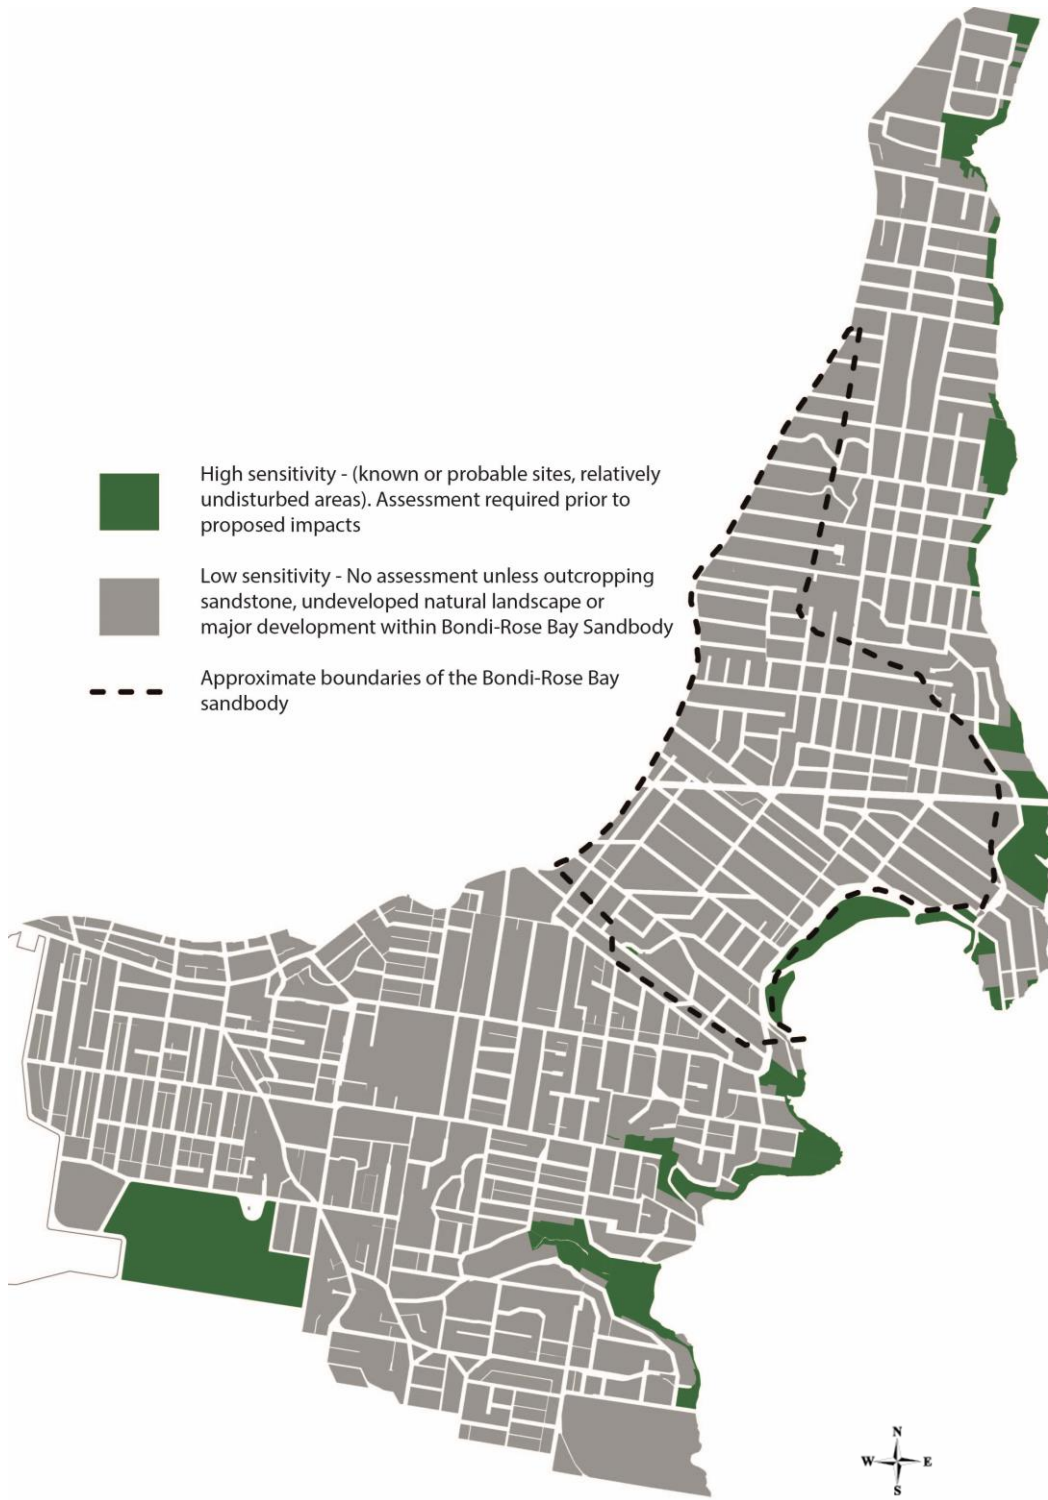 High sensitivity - (known or probable sites, relatively
undisturbed areas). Assessment required prior to
proposed impacts
Low sensitivity - No assessment unless outcropping
sandstone, undeveloped natural landscape or
major development within Bondi-Rose Bay Sandbody
Approximate boundaries of the Bondi-Rose Bay
sandbody
N
W E
S